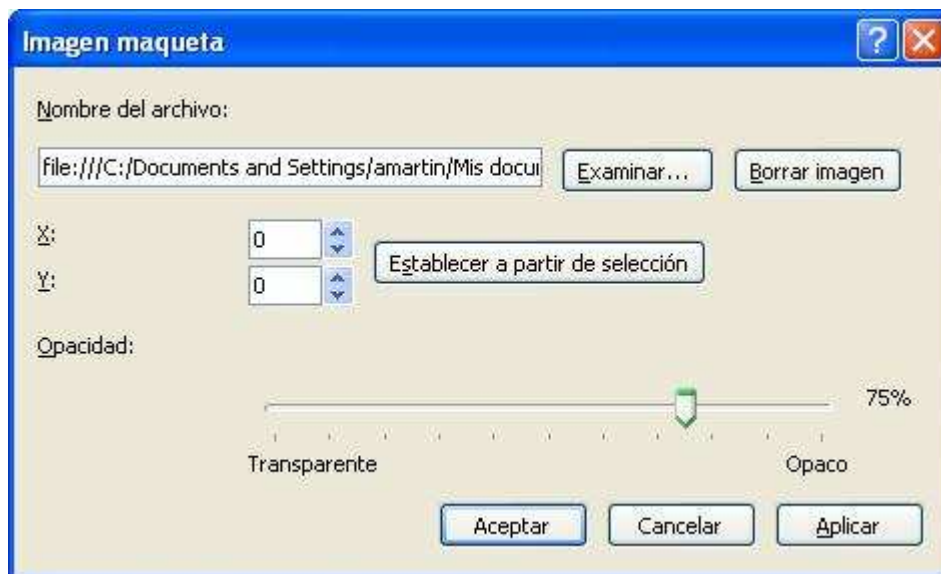 Imagen maqueta
Nombre del archivo:
file:///C:/Documents and Settings/amartin/Mis
Examinar...
Borrar imagen
X:
0
Establecer a partir de selección
Y:
0
Opacidad:
75%
Transparente
Opaco
Aceptar
Cancelar
Aplicar